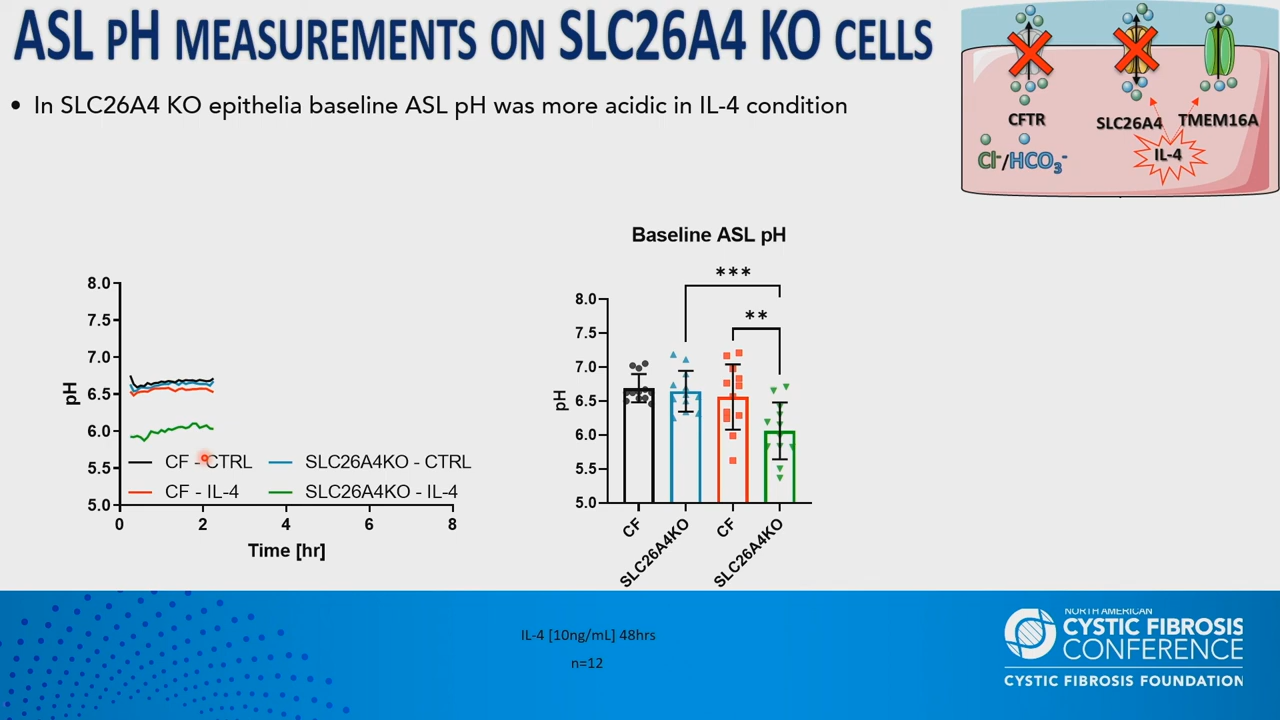 ASL pH MEASUREMENTS ON SLC26A4 KO CELLS
• In SLC26A4 KO epithelia baseline ASL pH was more acidic in IL-4 condition
CFTR
SLC26A4
TMEM16A
Cl⁻/HCO₃⁻
IL-4
8.0
7.5
7.0
6.5
6.0
5.5
5.0
pH
CF - CTRL
SLC26A4KO - CTRL
CF - IL-4
SLC26A4KO - IL-4
0 2 4 6 8
Time [hr]
Baseline ASL pH
***
**
8.0
7.5
7.0
6.5
6.0
5.5
5.0
pH
CF
SLC26A4KO
CF
SLC26A4KO
IL-4 [10ng/mL] 48hrs
n=12
NORTH AMERICAN
CYSTIC FIBROSIS
CONFERENCE
CYSTIC FIBROSIS FOUNDATION